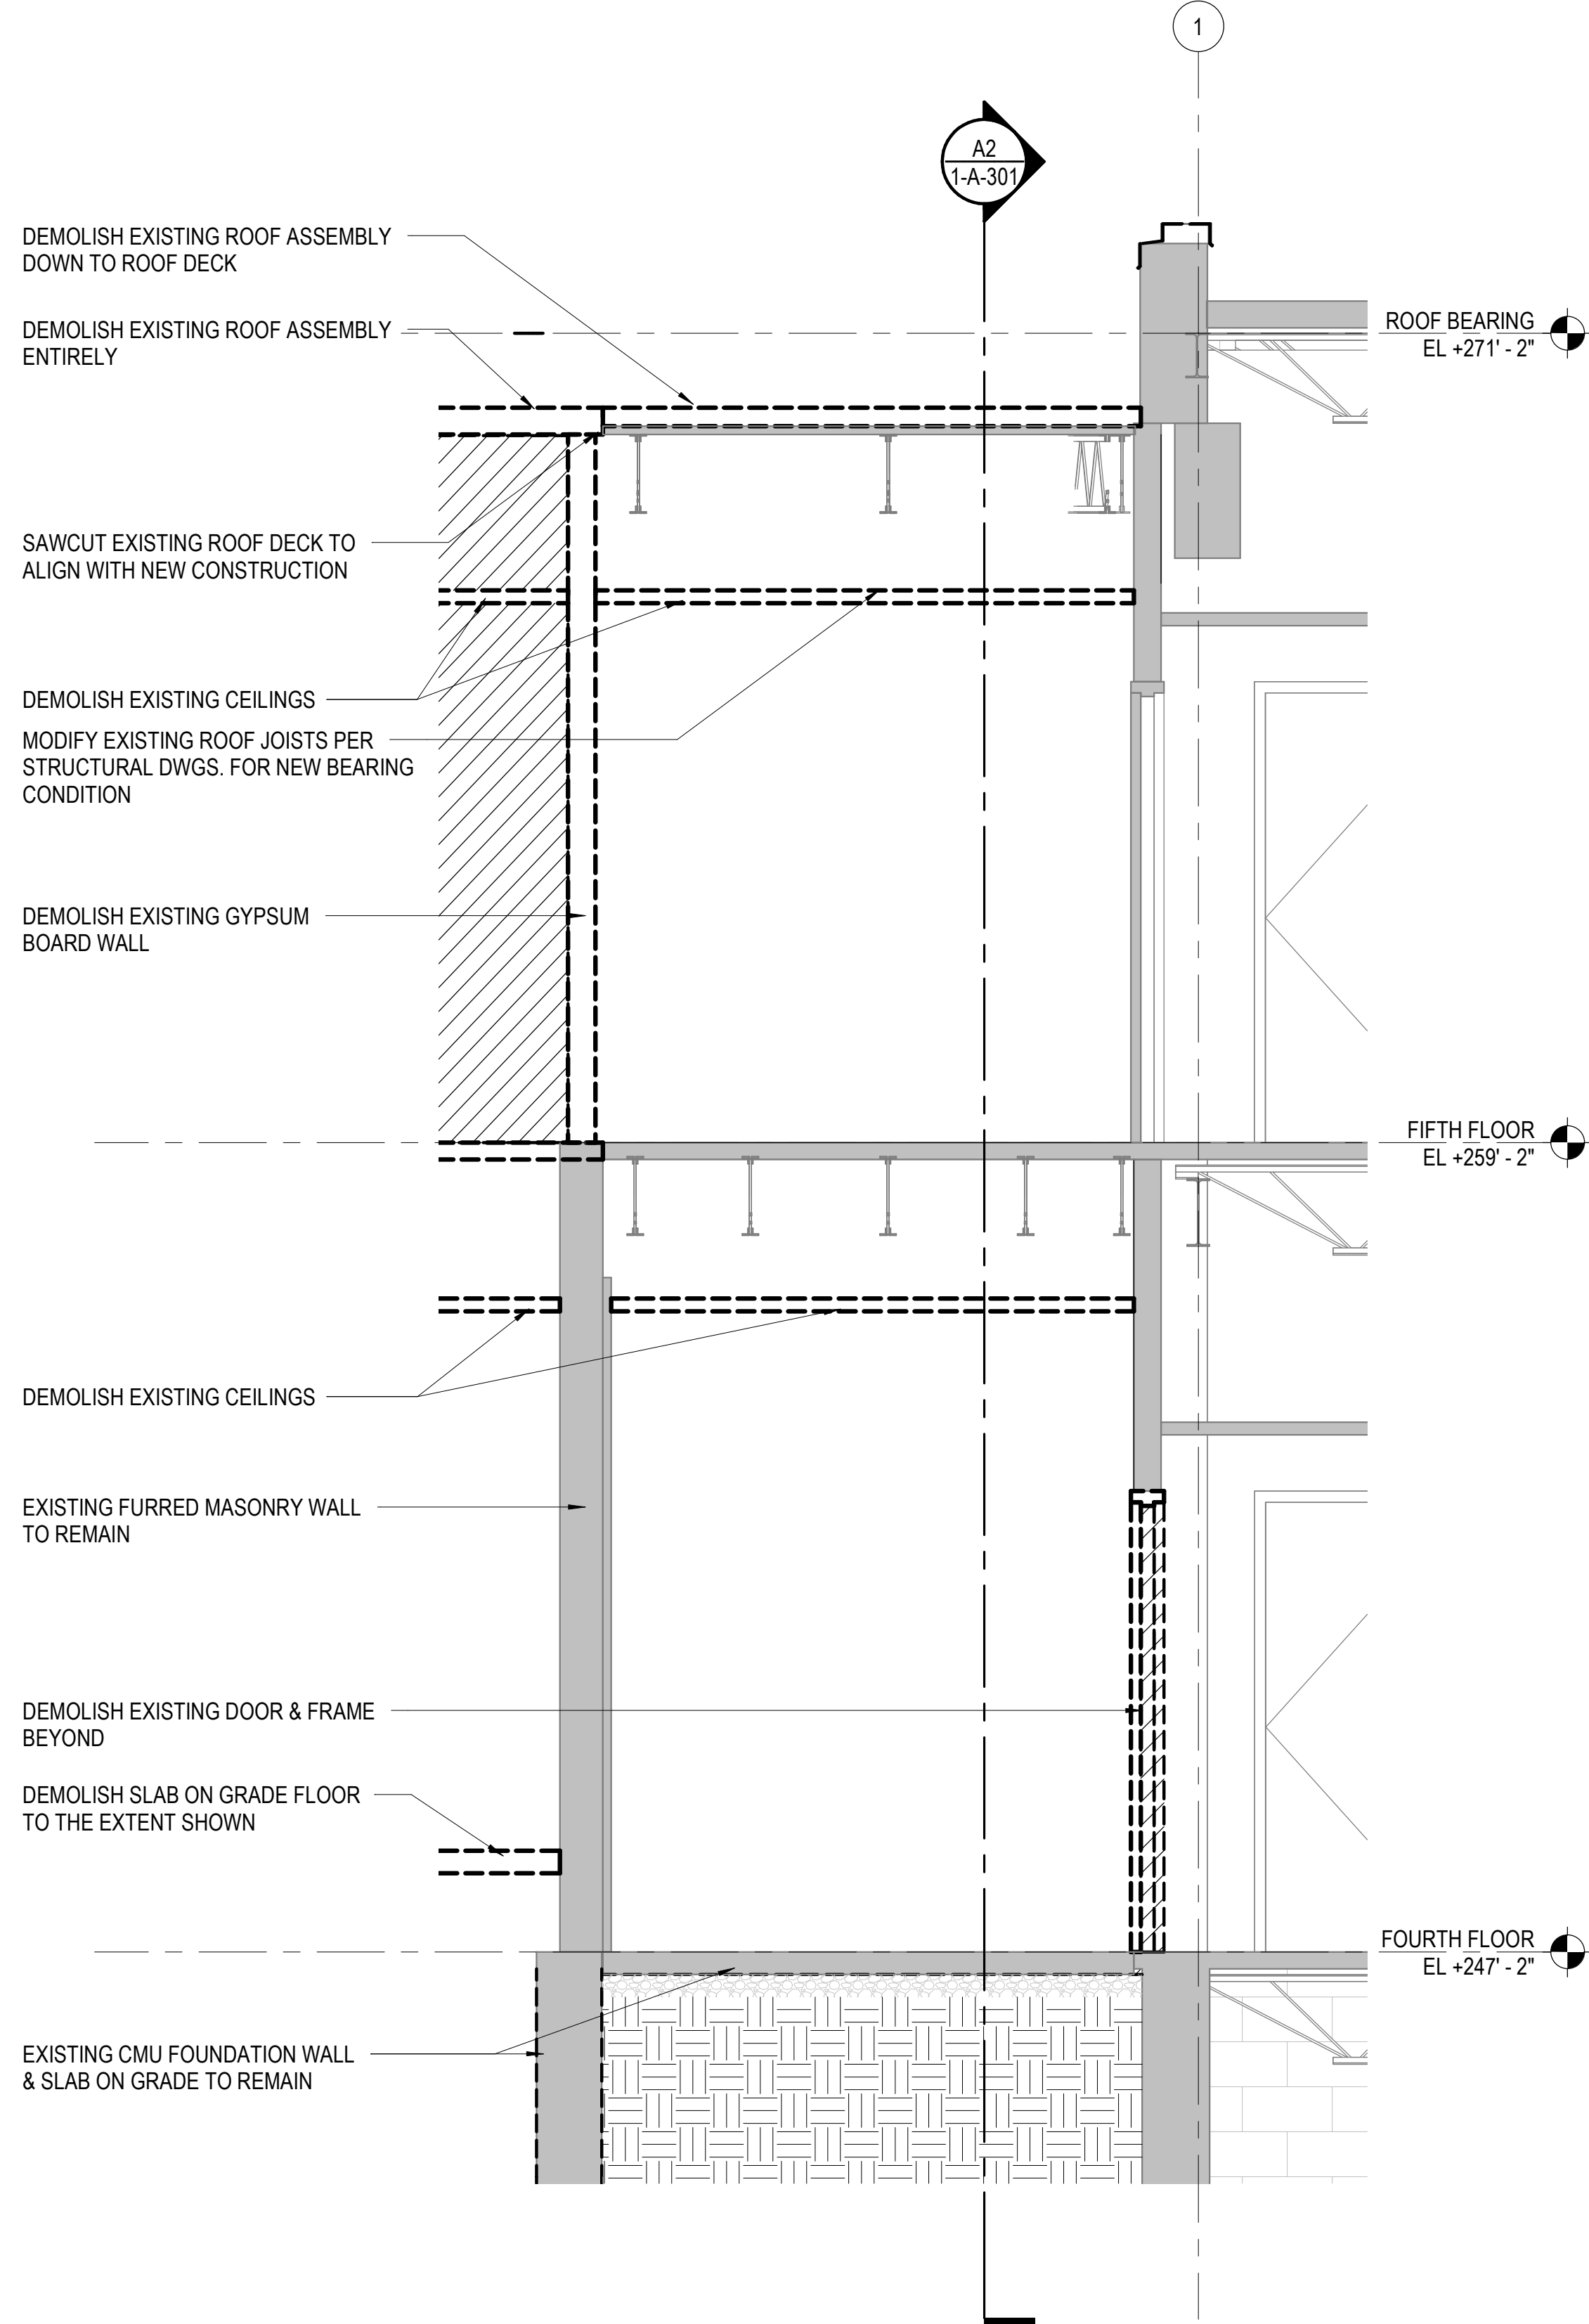 1
A2
1-A-301
DEMOLISH EXISTING ROOF ASSEMBLY
DOWN TO ROOF DECK
DEMOLISH EXISTING ROOF ASSEMBLY
ENTIRELY
ROOF BEARING
EL +271' - 2"
SAWCUT EXISTING ROOF DECK TO
ALIGN WITH NEW CONSTRUCTION
DEMOLISH EXISTING CEILINGS
MODIFY EXISTING ROOF JOISTS PER
STRUCTURAL DWGS. FOR NEW BEARING
CONDITION
DEMOLISH EXISTING GYPSUM
BOARD WALL
FIFTH FLOOR
EL +259' - 2"
DEMOLISH EXISTING CEILINGS
EXISTING FURRED MASONRY WALL
TO REMAIN
DEMOLISH EXISTING DOOR & FRAME
BEYOND
DEMOLISH SLAB ON GRADE FLOOR
TO THE EXTENT SHOWN
FOURTH FLOOR
EL +247' - 2"
EXISTING CMU FOUNDATION WALL
& SLAB ON GRADE TO REMAIN